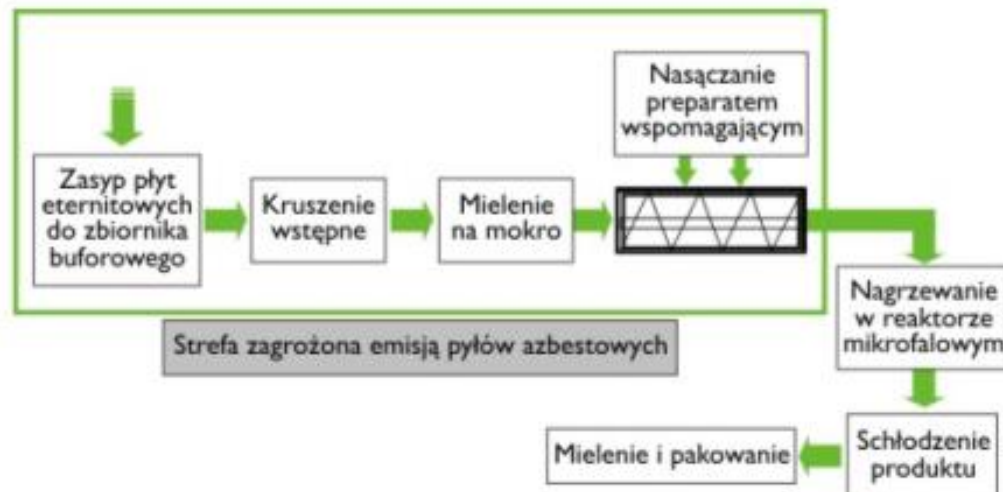 Nasączanie
preparatem
wspomagającym
Zasyp płyt
eternitowych
do zbiornika
buforowego
Kruszenie
wstępne
Mielenie
na mokro
Strefa zagrożona emisją pyłów azbestowych
Nagrzewanie
w reaktorze
mikrofalowym
Schłodzenie
produktu
Mielenie i pakowanie